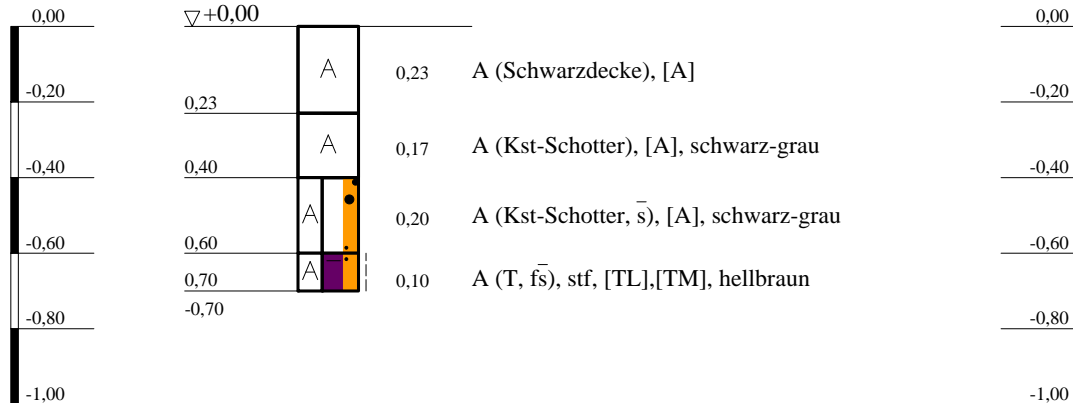 0,00 ▽+0,00 0,00
A 0,23 A (Schwarzdecke), [A]
-0,20 0,23 -0,20
A 0,17 A (Kst-Schotter), [A], schwarz-grau
-0,40 0,40 -0,40
A 0,20 A (Kst-Schotter, s̄), [A], schwarz-grau
-0,60 0,60 -0,60
A 0,10 A (T, fs̄), stf, [TL],[TM], hellbraun
0,70
-0,70
-0,80 -0,80
-1,00 -1,00